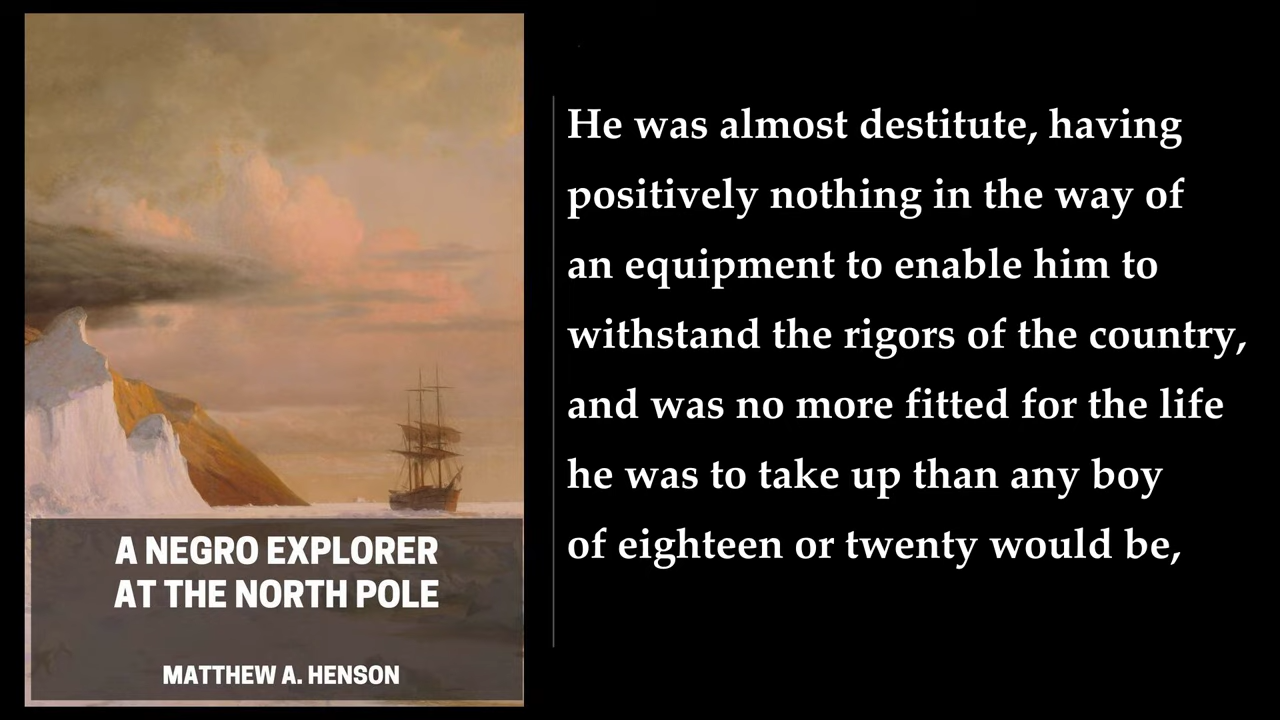 A NEGRO EXPLORER
AT THE NORTH POLE
MATTHEW A. HENSON
He was almost destitute, having
positively nothing in the way of
an equipment to enable him to
withstand the rigors of the country,
and was no more fitted for the life
he was to take up than any boy
of eighteen or twenty would be,